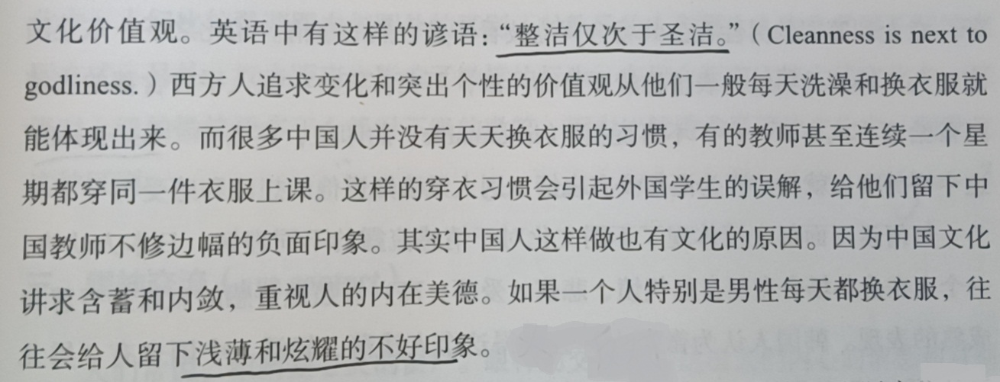 文化价值观。英语中有这样的谚语：“整洁仅次于圣洁。”（Cleanness is next to
godliness.）西方人追求变化和突出个性的价值观从他们一般每天洗澡和换衣服就
能体现出来。而很多中国人并没有天天换衣服的习惯，有的教师甚至连续一个星
期都穿同一件衣服上课。这样的穿衣习惯会引起外国学生的误解，给他们留下中
国教师不修边幅的负面印象。其实中国人这样做也有文化的原因。因为中国文化
讲求含蓄和内敛，重视人的内在美德。如果一个人特别是男性每天都换衣服，往
往会给人留下浅薄和炫耀的不好印象。